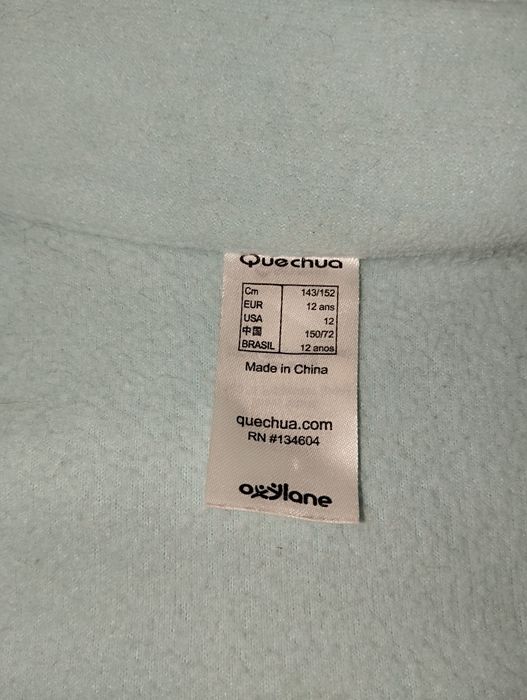 Quechua
Cm 143/152
EUR 12 ans
USA 12
中国 150/72
BRASIL 12 anos
Made in China
quechua.com
RN #134604
oxylane